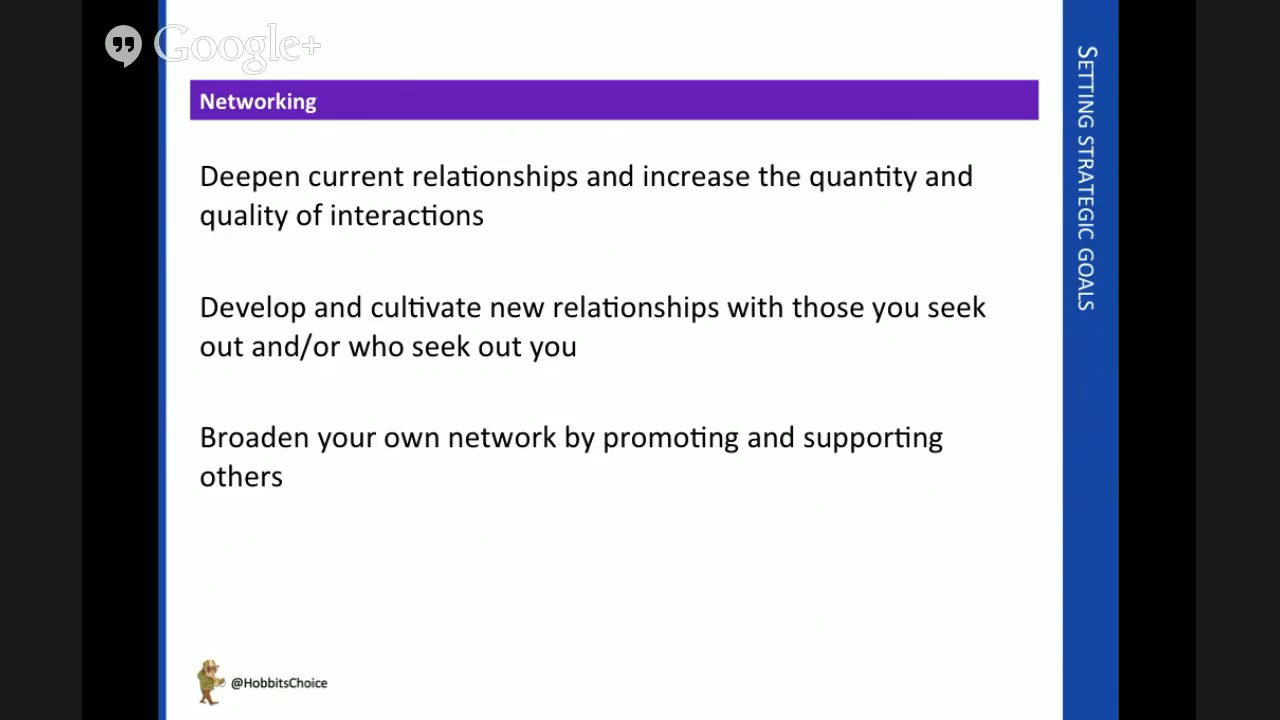 Google+
Networking
Deepen current relationships and increase the quantity and
quality of interactions
Develop and cultivate new relationships with those you seek
out and/or who seek out you
Broaden your own network by promoting and supporting
others
@HobbitsChoice
SETTING STRATEGIC GOALS